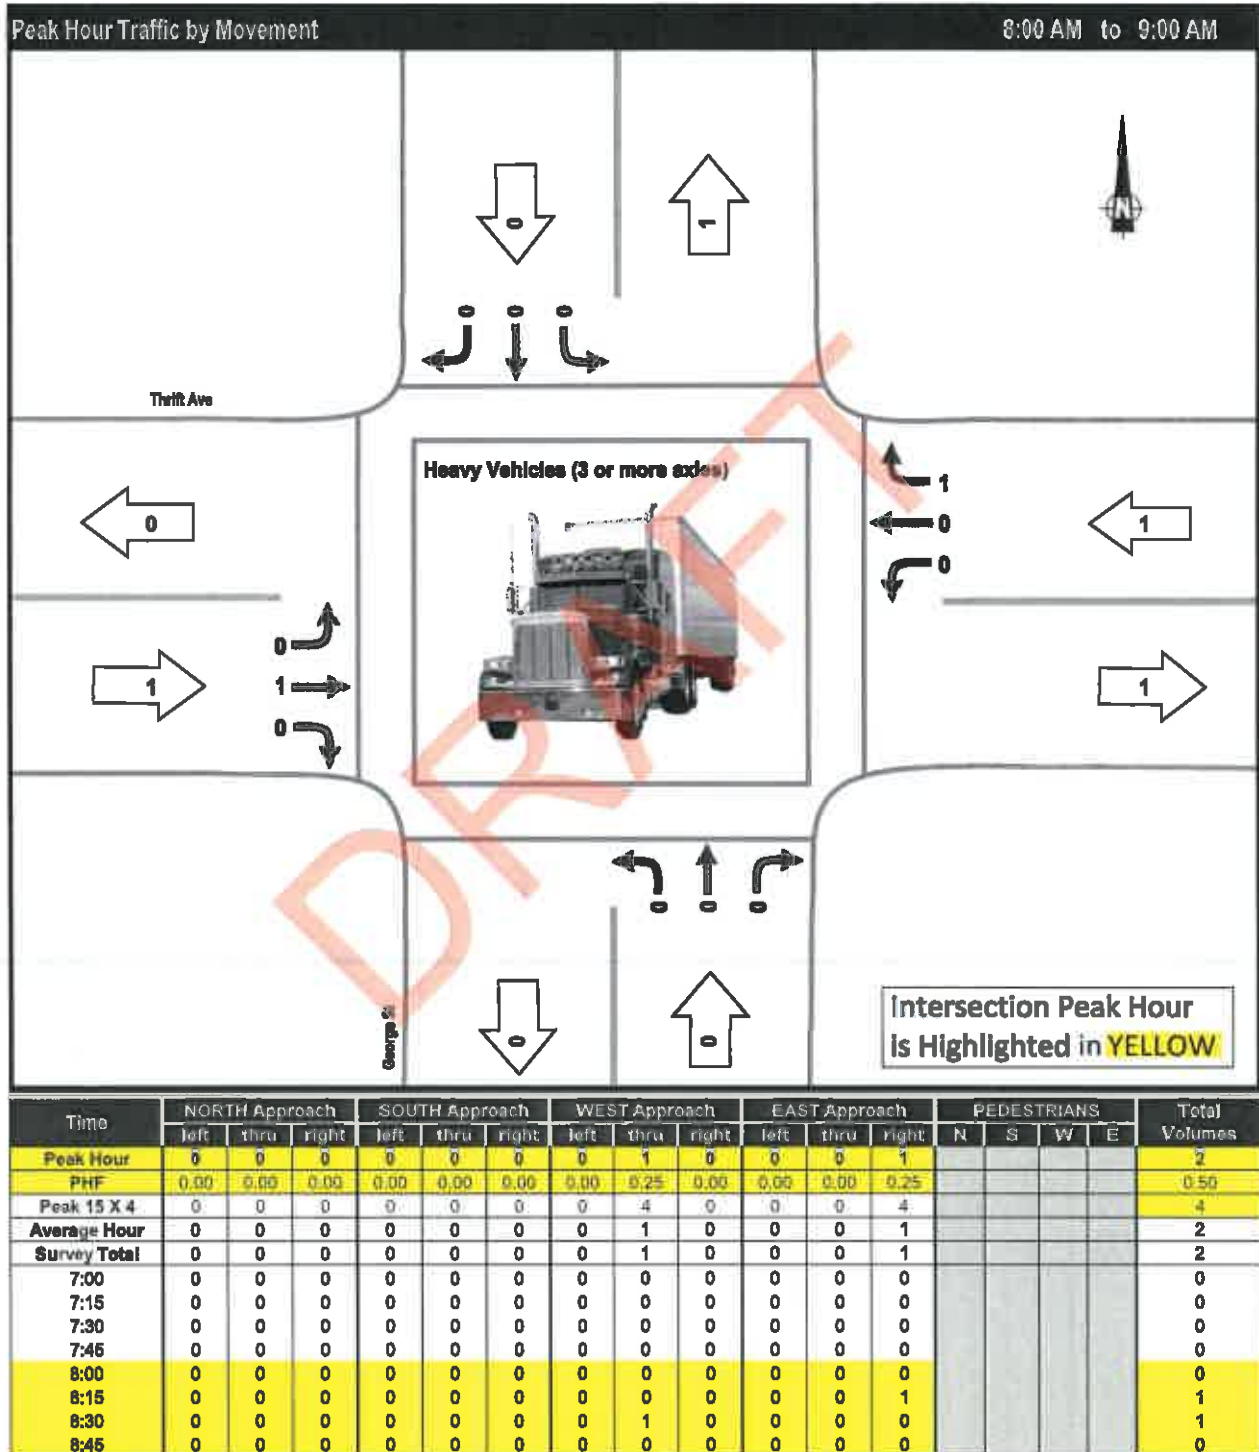 Peak Hour Traffic by Movement 8:00 AM to 9:00 AM
0 1
N
0 0 0
Thrift Ave
Heavy Vehicles (3 or more axles)
1
0 0 1
0
0
1 1 1
0
DRAFT
0 0 0
George St
0 0
Intersection Peak Hour
is Highlighted in YELLOW
Time NORTH Approach SOUTH Approach WEST Approach EAST Approach PEDESTRIANS Total
left thru right left thru right left thru right left thru right N S W E Volumes
Peak Hour 0 0 0 0 0 0 0 1 0 0 0 1 2
PHF 0.00 0.00 0.00 0.00 0.00 0.00 0.00 0.25 0.00 0.00 0.00 0.25 0.50
Peak 15 X 4 0 0 0 0 0 0 0 4 0 0 0 4 4
Average Hour 0 0 0 0 0 0 0 1 0 0 0 1 2
Survey Total 0 0 0 0 0 0 0 1 0 0 0 1 2
7:00 0 0 0 0 0 0 0 0 0 0 0 0 0
7:15 0 0 0 0 0 0 0 0 0 0 0 0 0
7:30 0 0 0 0 0 0 0 0 0 0 0 0 0
7:45 0 0 0 0 0 0 0 0 0 0 0 0 0
8:00 0 0 0 0 0 0 0 0 0 0 0 0 0
8:15 0 0 0 0 0 0 0 0 0 0 0 1 1
8:30 0 0 0 0 0 0 0 1 0 0 0 0 1
8:45 0 0 0 0 0 0 0 0 0 0 0 0 0